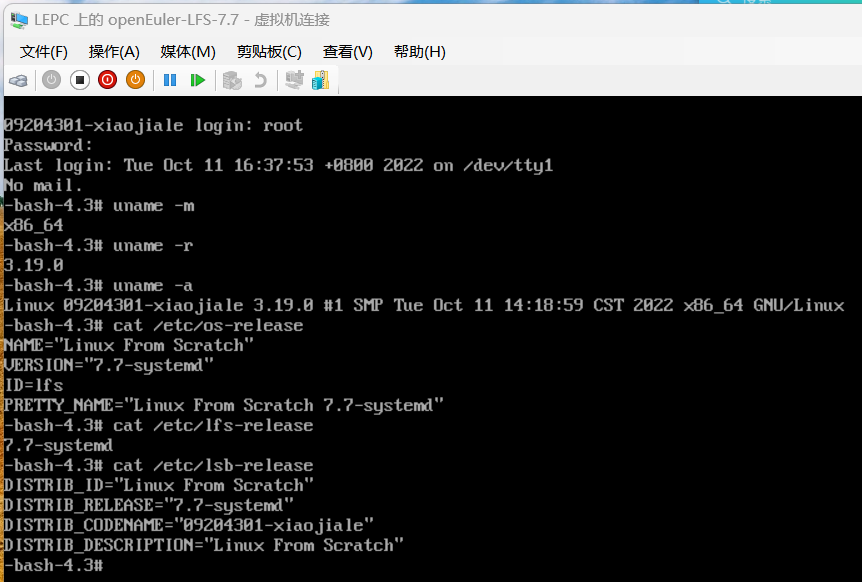 LEPC 上的 openEuler-LFS-7.7 - 虚拟机连接
文件(F) 操作(A) 媒体(M) 剪贴板(C) 查看(V) 帮助(H)
09204301-xiaojiale login: root
Password:
Last login: Tue Oct 11 16:37:53 +0800 2022 on /dev/tty1
No mail.
-bash-4.3# uname -m
x86_64
-bash-4.3# uname -r
3.19.0
-bash-4.3# uname -a
Linux 09204301-xiaojiale 3.19.0 #1 SMP Tue Oct 11 14:18:59 CST 2022 x86_64 GNU/Linux
-bash-4.3# cat /etc/os-release
NAME="Linux From Scratch"
VERSION="7.7-systemd"
ID=lfs
PRETTY_NAME="Linux From Scratch 7.7-systemd"
-bash-4.3# cat /etc/lfs-release
7.7-systemd
-bash-4.3# cat /etc/lsb-release
DISTRIB_ID="Linux From Scratch"
DISTRIB_RELEASE="7.7-systemd"
DISTRIB_CODENAME="09204301-xiaojiale"
DISTRIB_DESCRIPTION="Linux From Scratch"
-bash-4.3#